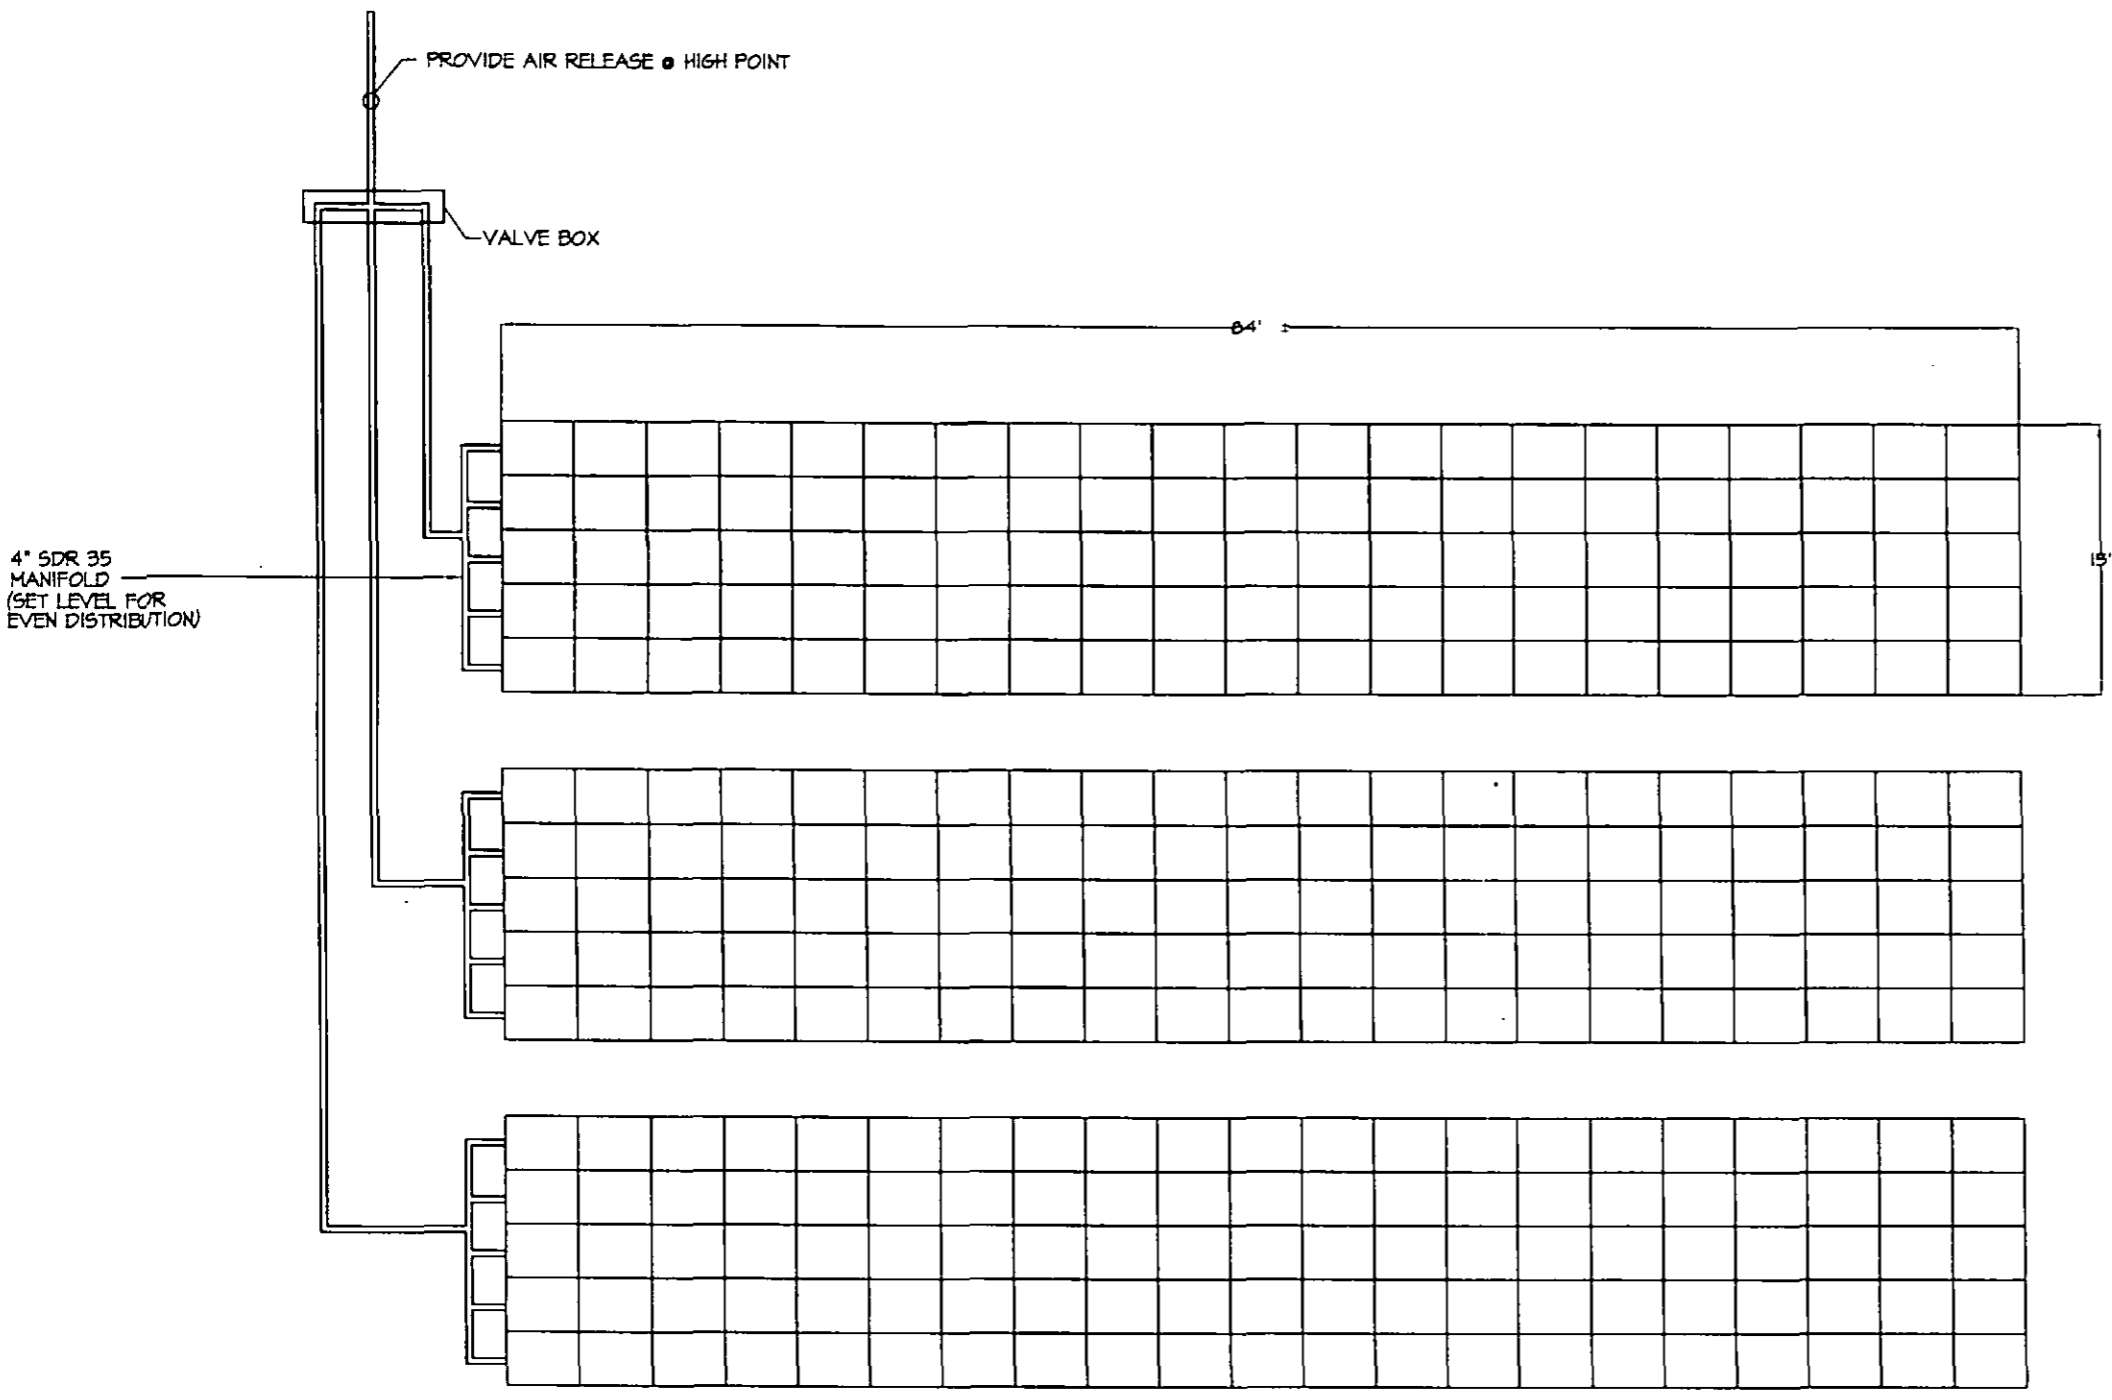 PROVIDE AIR RELEASE @ HIGH POINT
VALVE BOX
84' ±
15'
4" SDR 35
MANIFOLD
(SET LEVEL FOR
EVEN DISTRIBUTION)